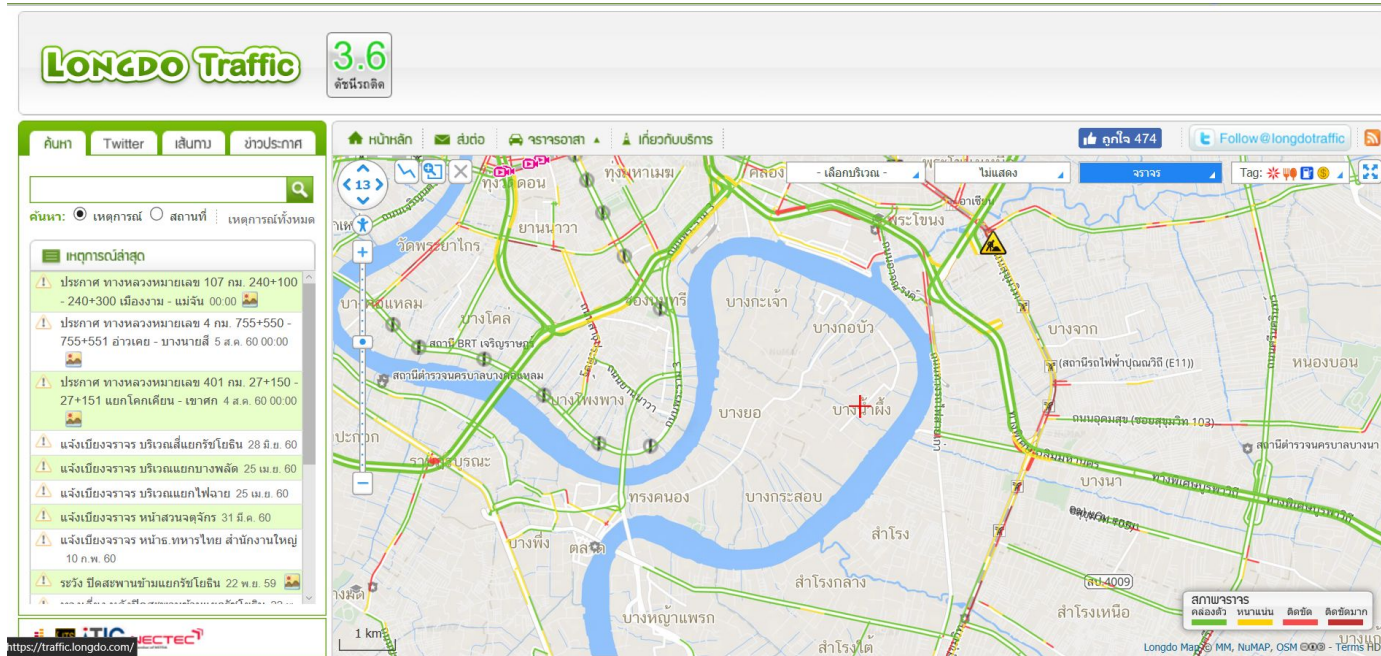 LONGDO Traffic
3.6
ดัชนีรถติด
ค้นหา
Twitter
เส้นทาง
ข่าวประกาศ
หน้าหลัก
ส่งต่อ
จราจรอาสา
เกี่ยวกับบริการ
ถูกใจ 474
Follow@longdotraffic
ค้นหา: เหตุการณ์ สถานที่ เหตุการณ์ทั้งหมด
เหตุการณ์ล่าสุด
ประกาศ ทางหลวงหมายเลข 107 กม. 240+100
- 240+300 เมืองงาม - แม่จัน 00:00
ประกาศ ทางหลวงหมายเลข 4 กม. 755+550 -
755+551 อ่าวเคย - บางนายสี 5 ส.ค. 60 00:00
ประกาศ ทางหลวงหมายเลข 401 กม. 27+150 -
27+151 แยกโคกเคียน - เขาศก 4 ส.ค. 60 00:00
แจ้งเบี่ยงจราจร บริเวณสี่แยกรัชโยธิน 28 มิ.ย. 60
แจ้งเบี่ยงจราจร บริเวณแยกบางพลัด 25 เม.ย. 60
แจ้งเบี่ยงจราจร บริเวณแยกไฟฉาย 25 เม.ย. 60
แจ้งเบี่ยงจราจร หน้าสวนจตุจักร 31 มี.ค. 60
แจ้งเบี่ยงจราจร หน้าธ.ทหารไทย สำนักงานใหญ่
10 ก.พ. 60
ระวัง ปิดสะพานข้ามแยกรัชโยธิน 22 พ.ย. 59
iTIC
NECTEC
https://traffic.longdo.com/
13
- เลือกบริเวณ -
ไม่แสดง
จราจร
Tag:
ทุ่งวัดดอน
ทุ่งมหาเมฆ
คลอง
ยานนาวา
วัดพระยาไกร
พระโขนง
บางคอแหลม
บางโคล่
ช่องนนทรี
บางกะเจ้า
บางกอบัว
บางจาก
สถานี BRT เจริญราษฎร์
(สถานีรถไฟฟ้าปุณณวิถี (E11))
หนองบอน
สถานีตำรวจนครบาลบางคอแหลม
บางโพงพาง
บางยอ
บางน้ำผึ้ง
ถนนอุดมสุข (ซอยสุขุมวิท 103)
สถานีตำรวจนครบาลบางนา
ราษฎร์บูรณะ
บางนา
ทรงคนอง
บางกระสอบ
สำโรง
บางพึ่ง
ตลาด
สำโรงกลาง
สป.4009
สำโรงเหนือ
บางหญ้าแพรก
สำโรงใต้
1 km
สภาพจราจร
คล่องตัว หนาแน่น ติดขัด ติดขัดมาก
Longdo Map © MM, NuMAP, OSM - Terms HD